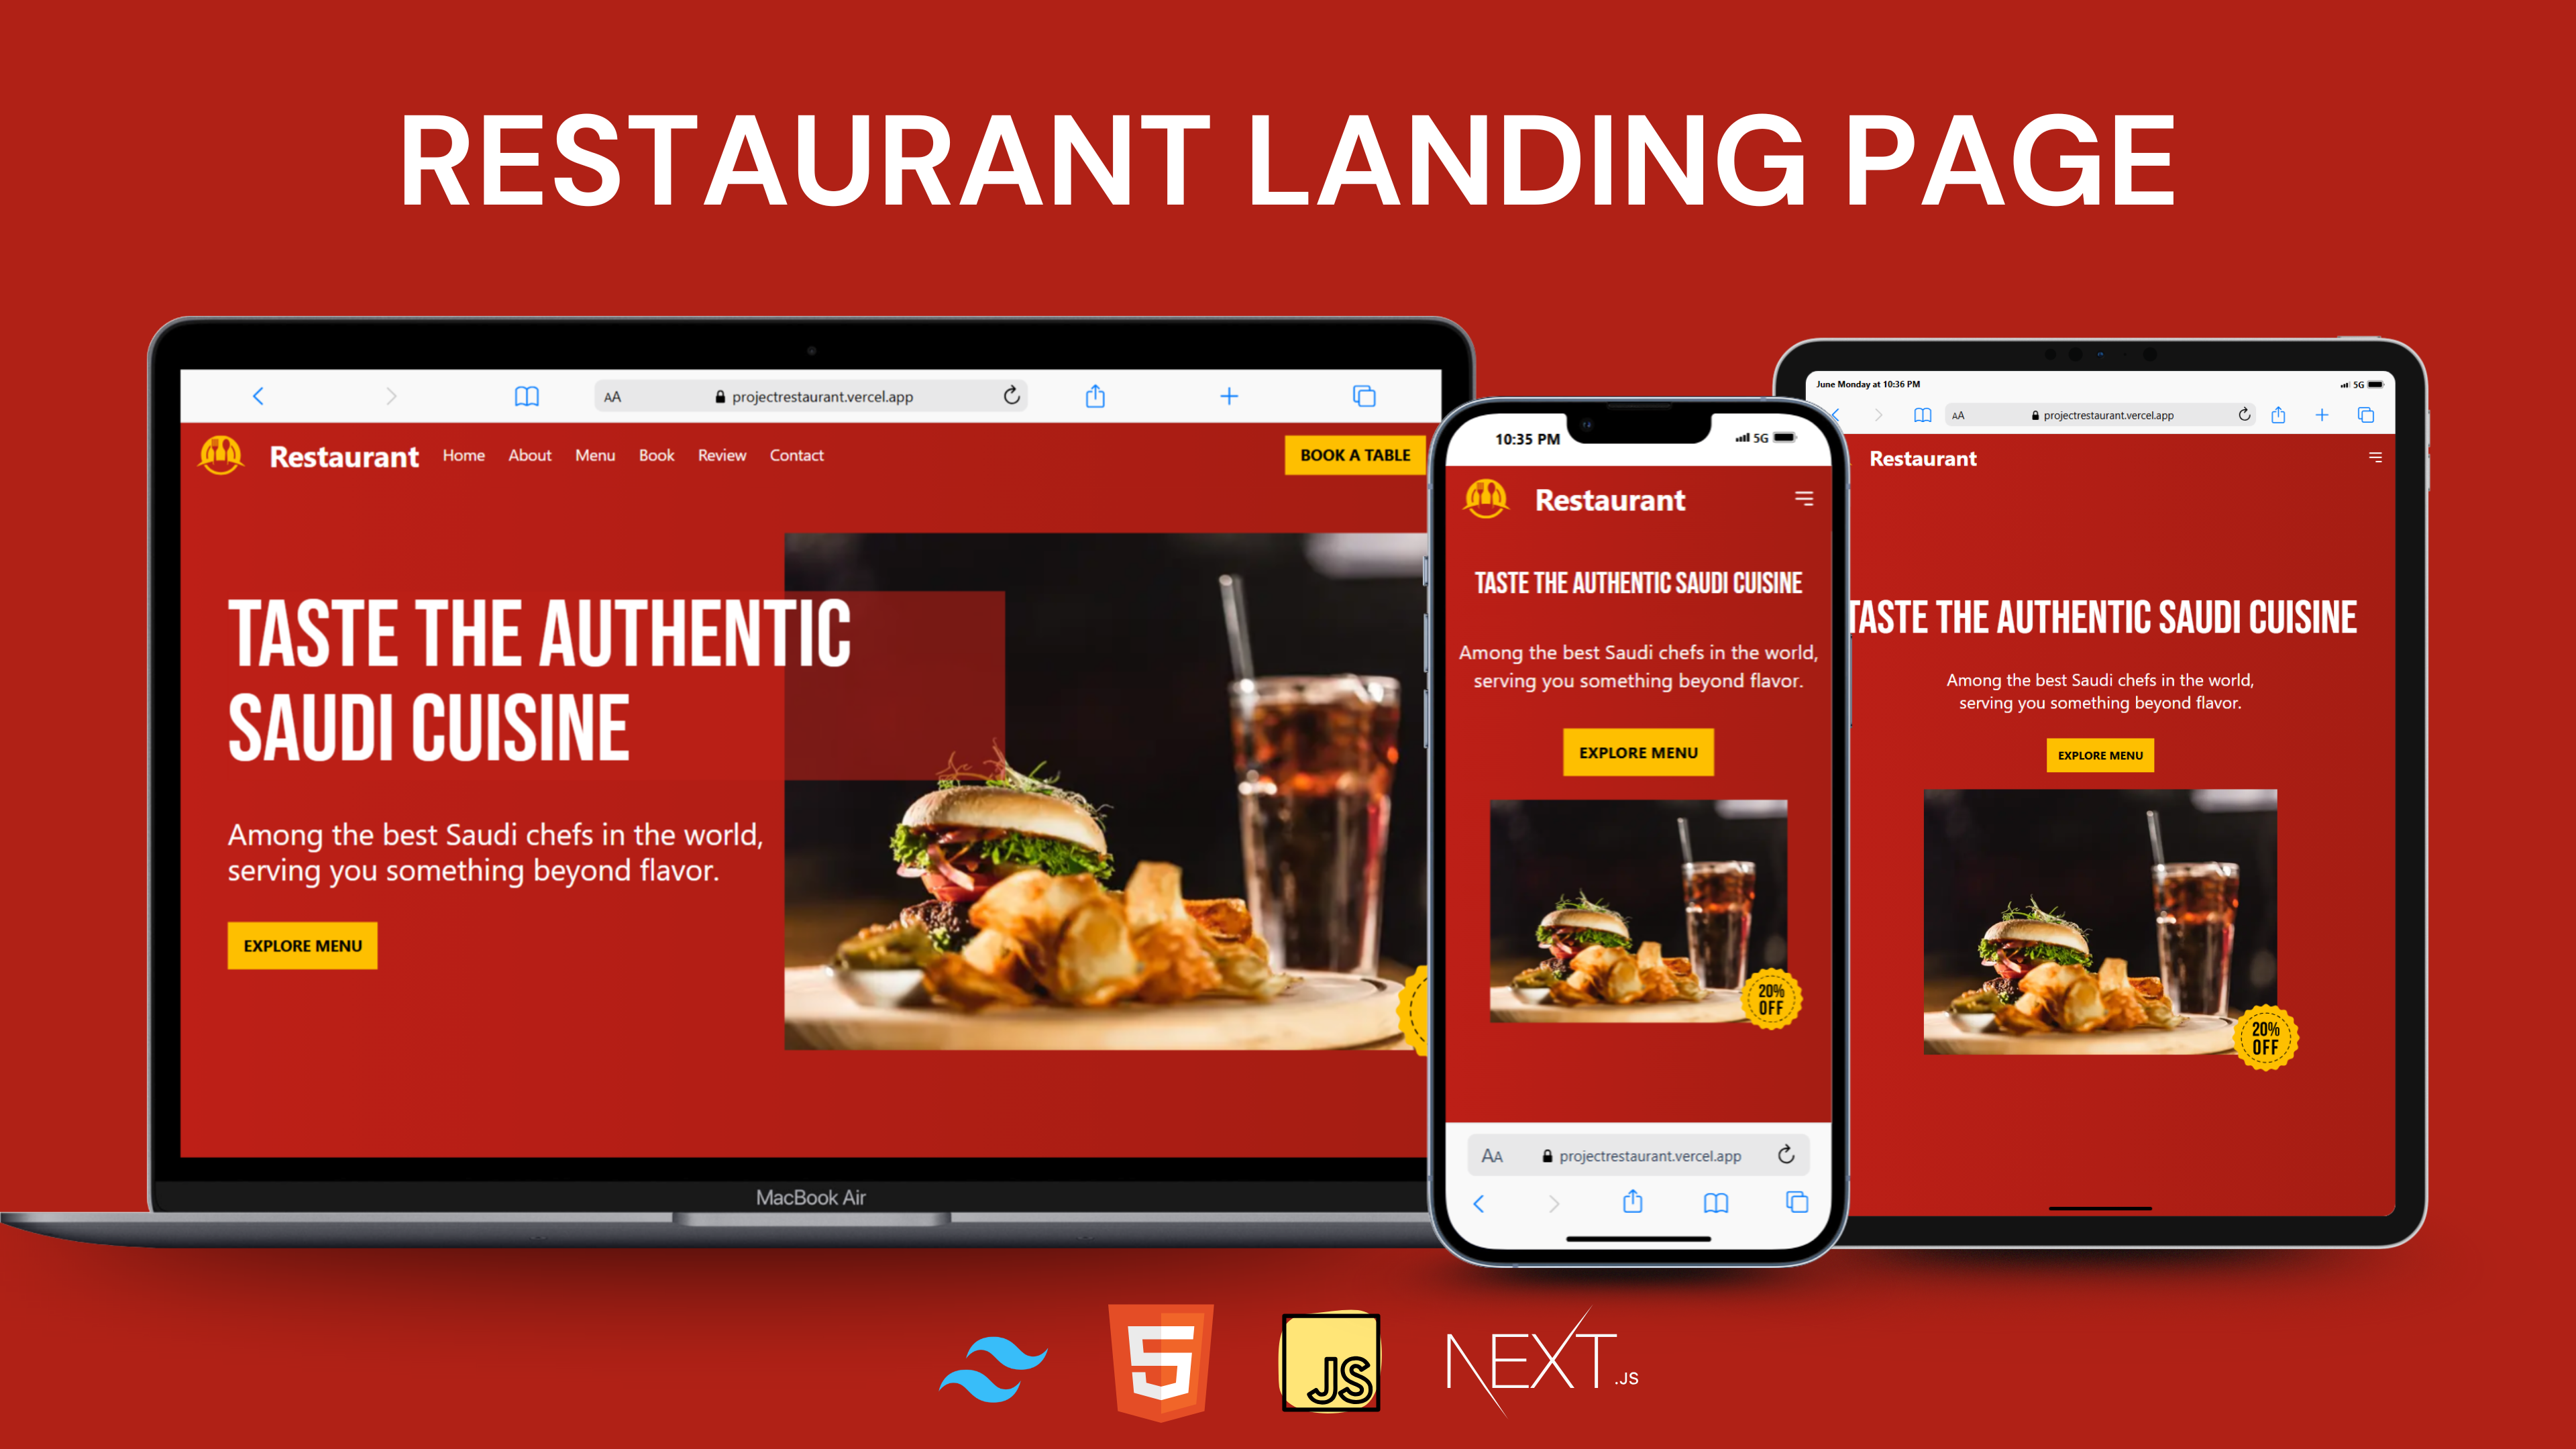 RESTAURANT LANDING PAGE
AA projectrestaurant.vercel.app
Restaurant Home About Menu Book Review Contact BOOK A TABLE
TASTE THE AUTHENTIC
SAUDI CUISINE
Among the best Saudi chefs in the world,
serving you something beyond flavor.
EXPLORE MENU
MacBook Air
10:35 PM 5G
Restaurant
TASTE THE AUTHENTIC SAUDI CUISINE
Among the best Saudi chefs in the world,
serving you something beyond flavor.
EXPLORE MENU
20%
OFF
AA projectrestaurant.vercel.app
June Monday at 10:36 PM 5G
AA projectrestaurant.vercel.app
Restaurant
TASTE THE AUTHENTIC SAUDI CUISINE
Among the best Saudi chefs in the world,
serving you something beyond flavor.
EXPLORE MENU
20%
OFF
5 JS NEXT.JS